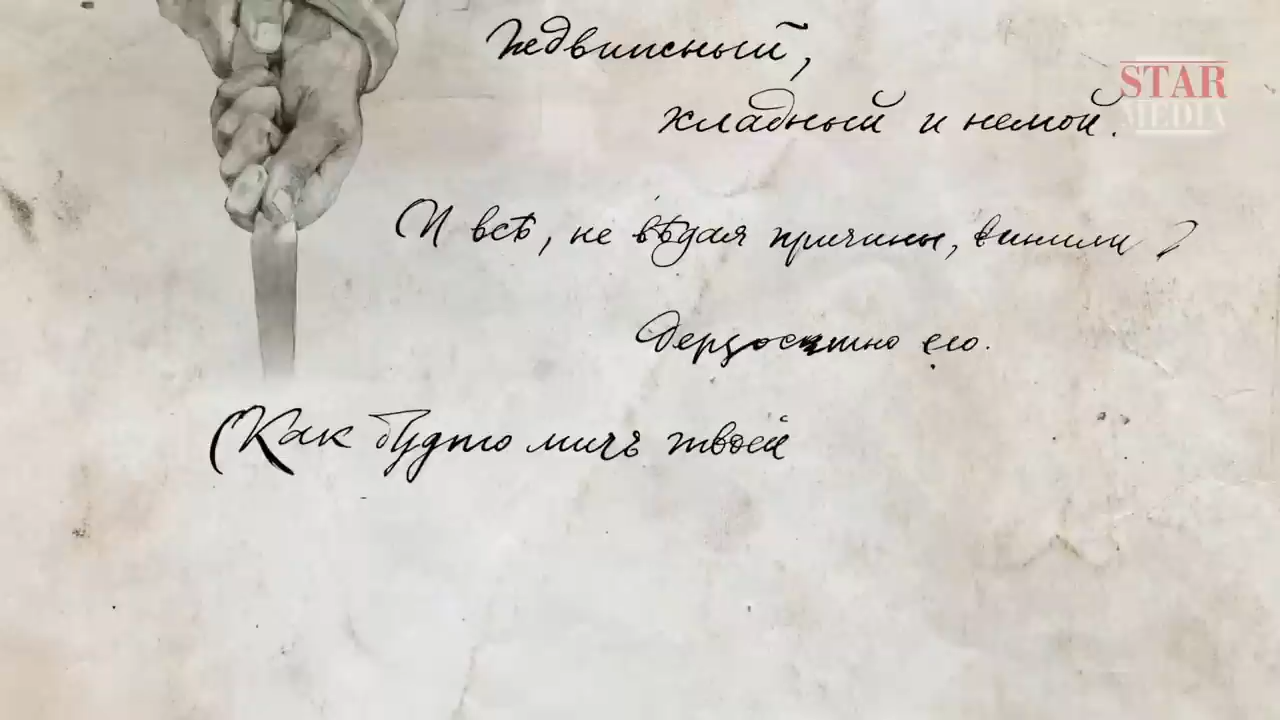 Недвижный,
STAR
MEDIA
хладный и немой.
И всѣ, не вѣдая причины, винили
дерзостно его.
(Как будто мечъ твоей